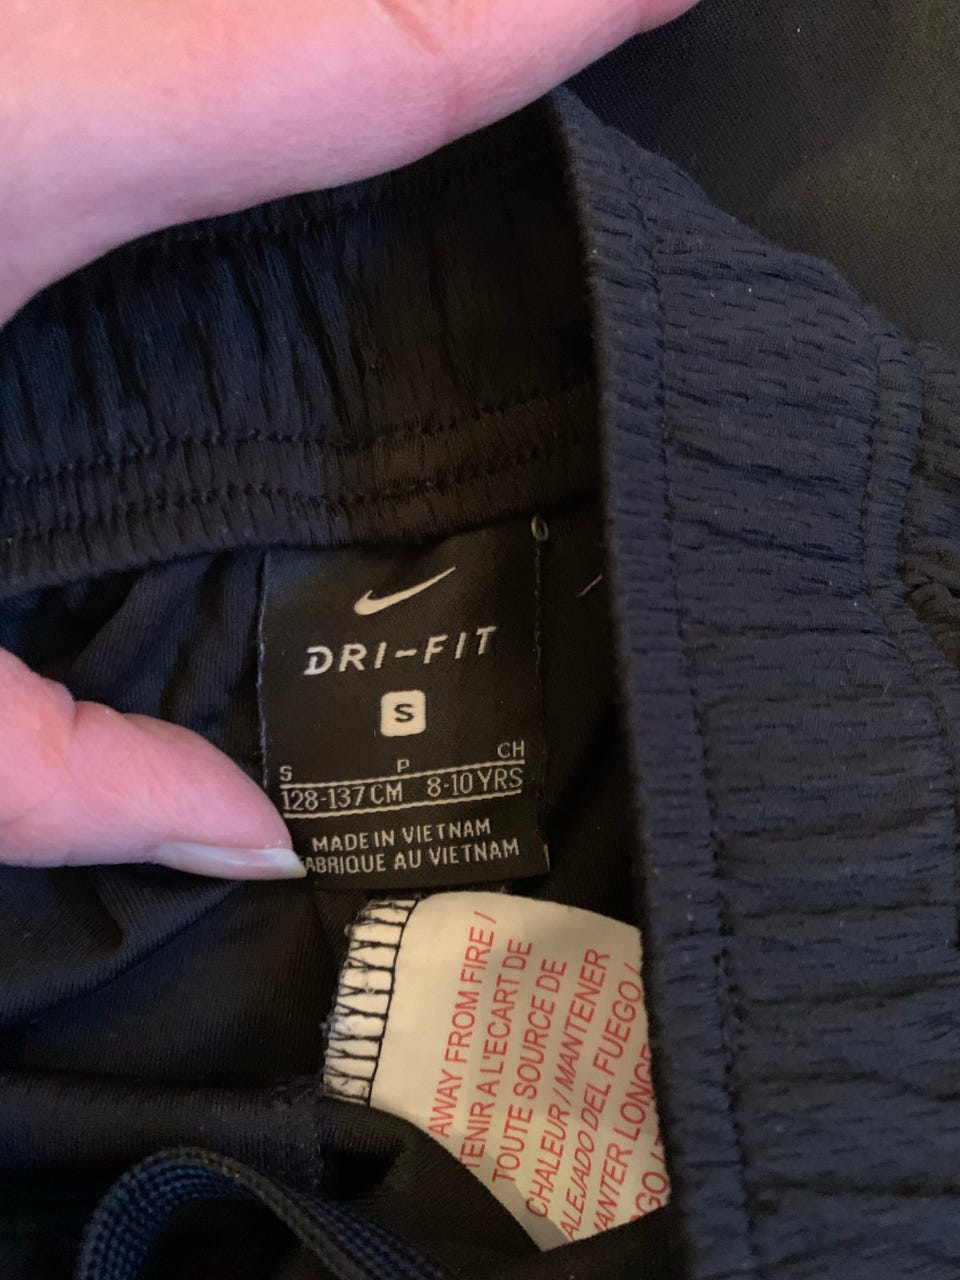 DRI-FIT
S
S P CH
128-137 CM 8-10 YRS
MADE IN VIETNAM
FABRIQUE AU VIETNAM
AWAY FROM FIRE /
TENIR A L'ECART DE
TOUTE SOURCE DE
CHALEUR / MANTENER
ALEJADO DEL FUEGO /